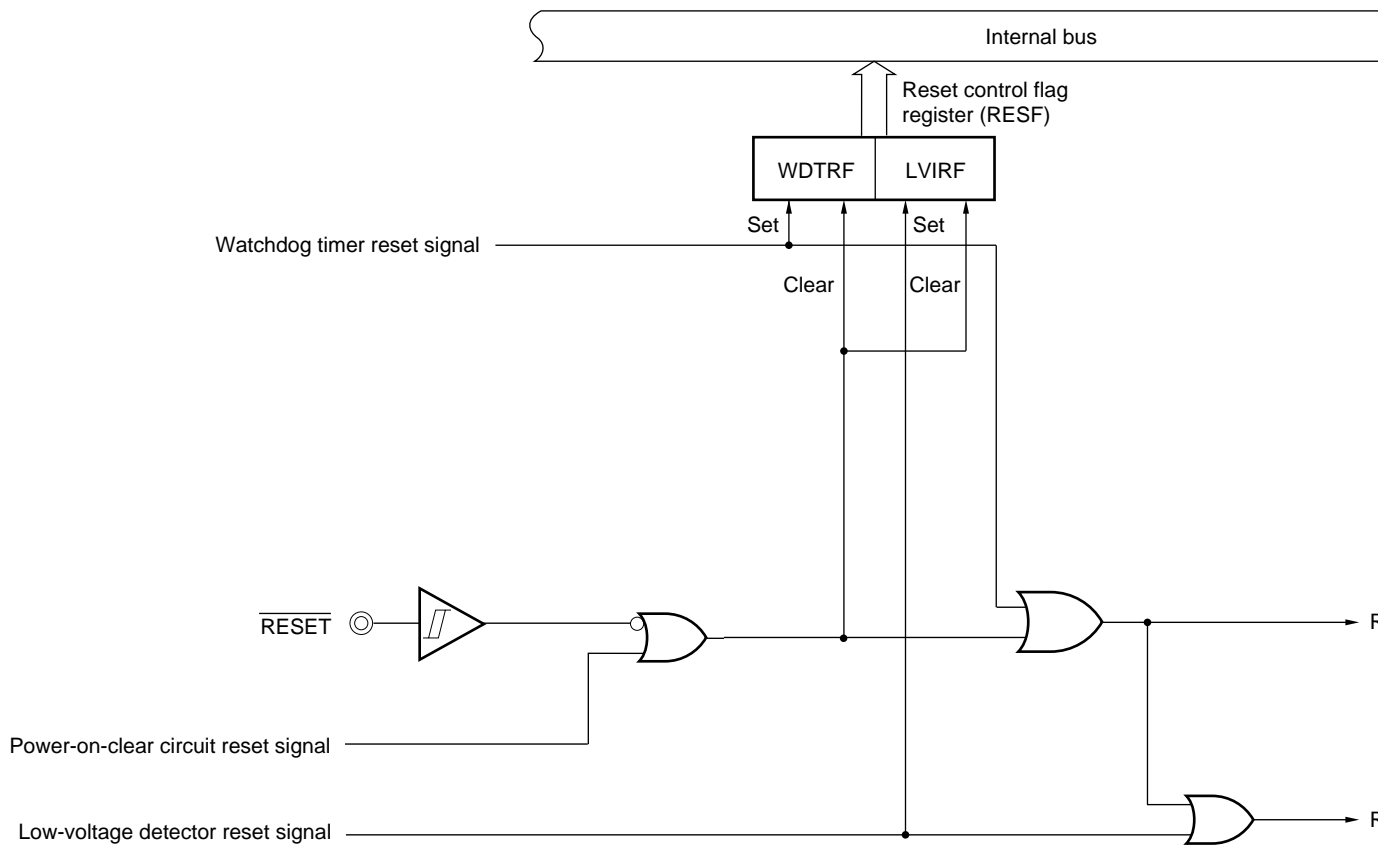 Internal bus
Reset control flag
register (RESF)
WDTRF LVIRF
Set Set
Watchdog timer reset signal
Clear Clear
RESET
R
Power-on-clear circuit reset signal
Low-voltage detector reset signal
R